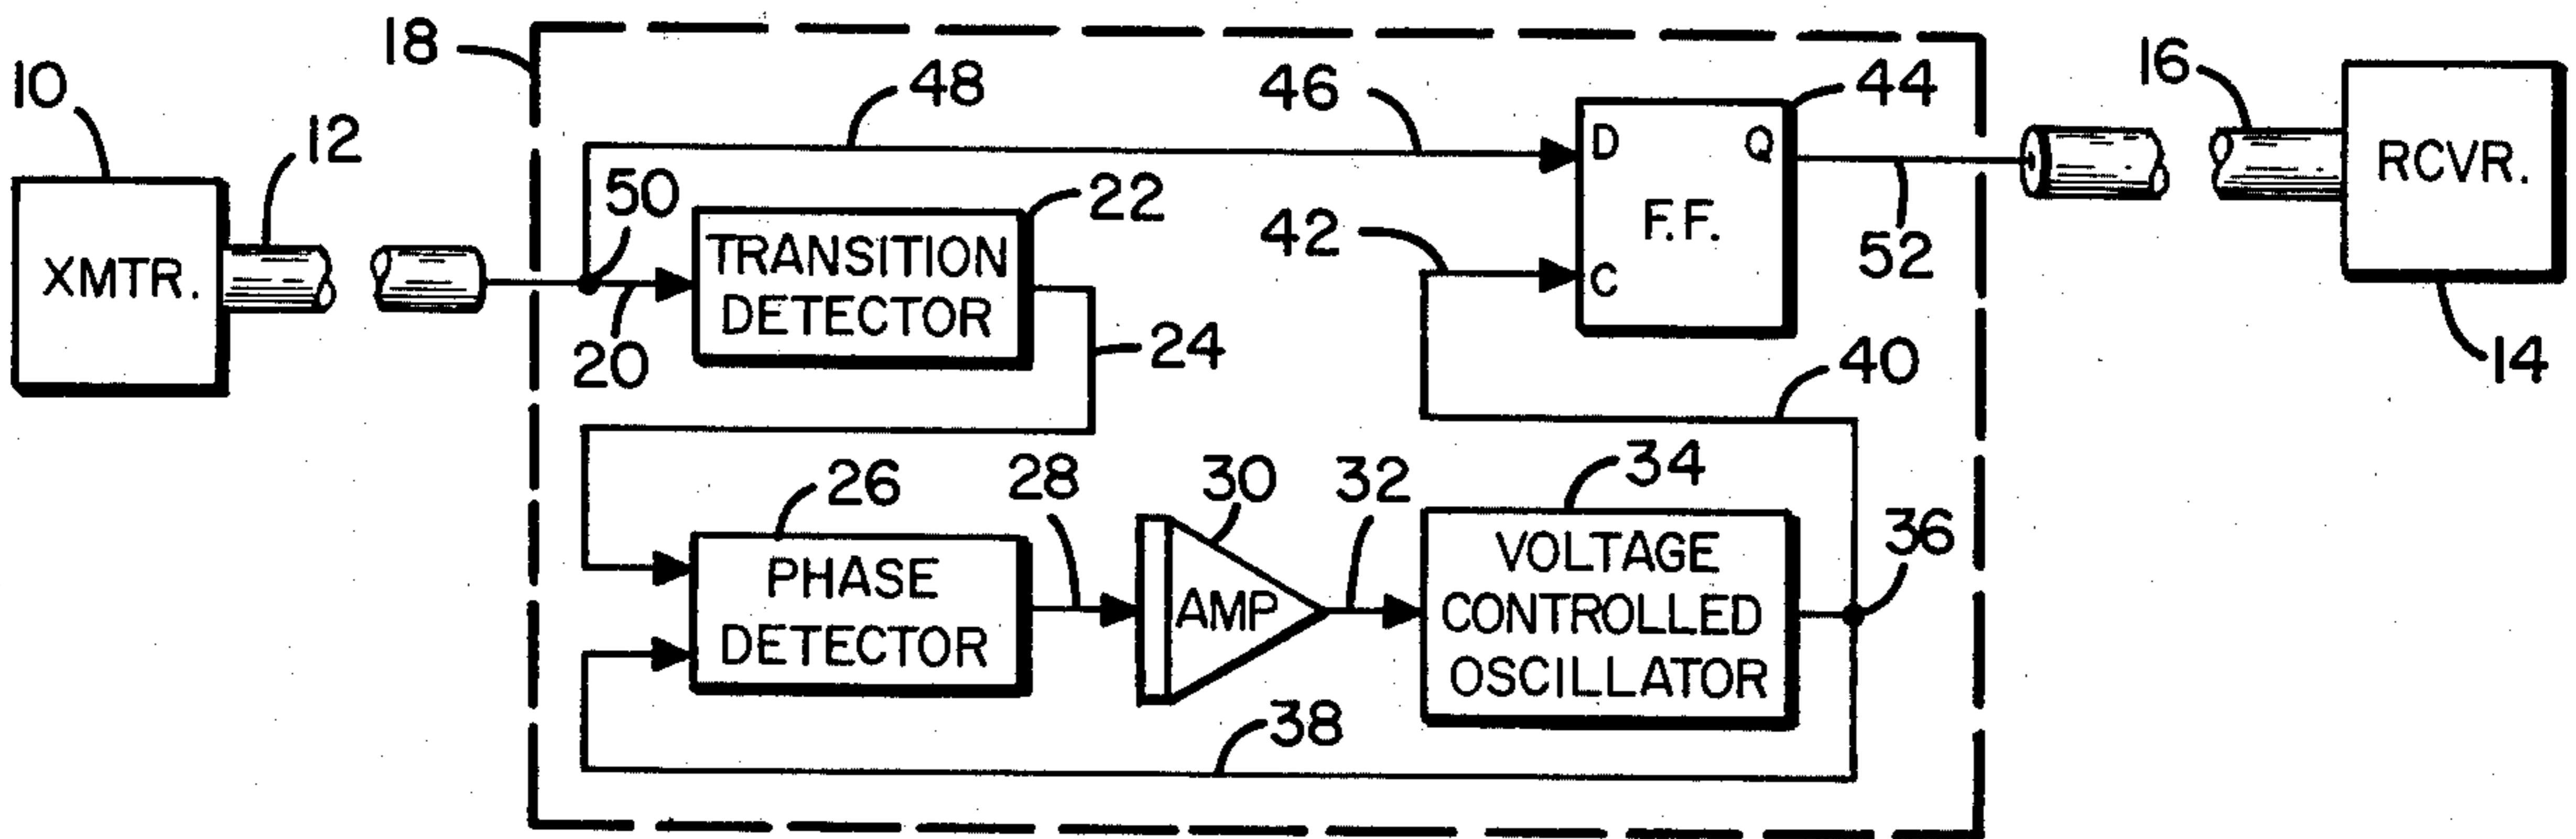 10
XMTR.
12
18
50
20
48
46
TRANSITION
DETECTOR
22
24
42
D Q
F.F.
C
44
52
40
16
RCVR.
14
26
PHASE
DETECTOR
28
30
AMP
32
34
VOLTAGE
CONTROLLED
OSCILLATOR
36
38